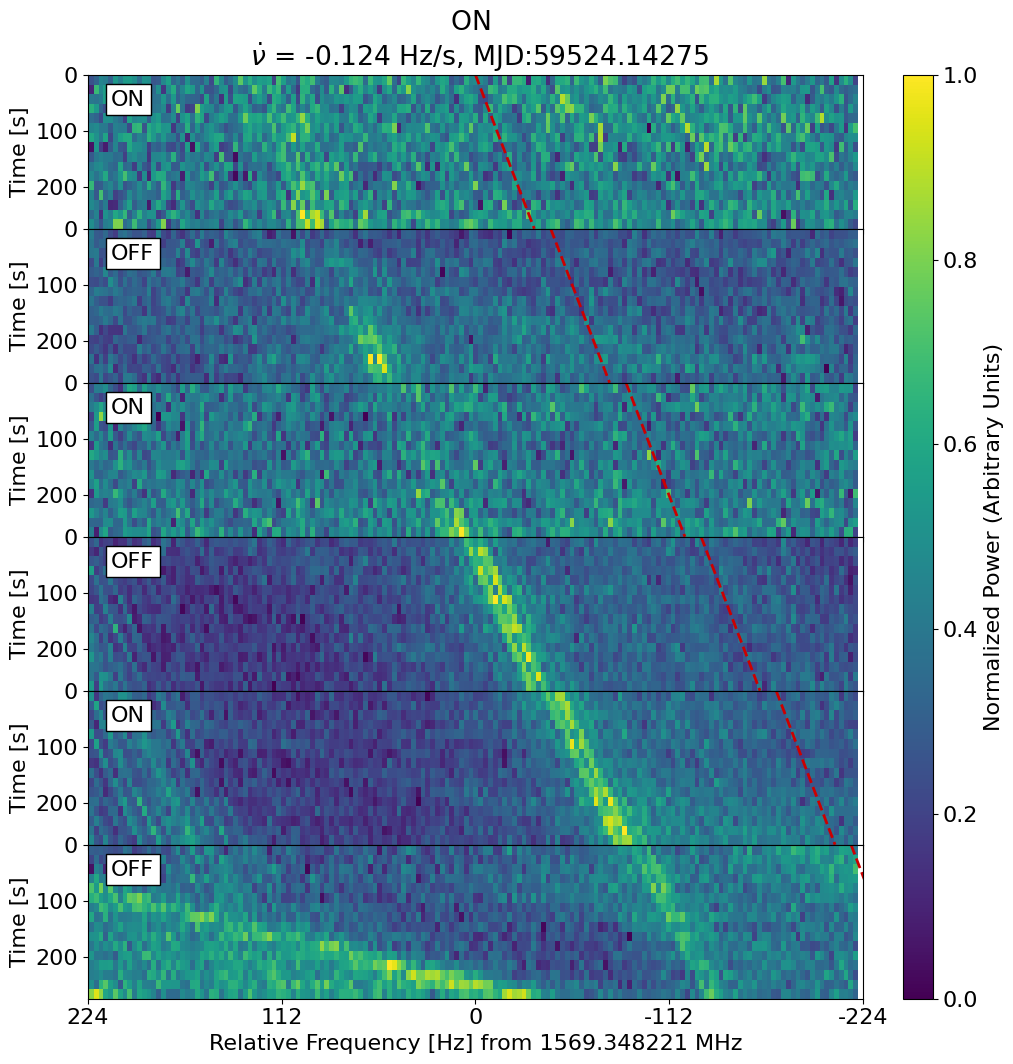 ON
ν̇ = -0.124 Hz/s, MJD:59524.14275
0
ON
100
200
Time [s]
0
OFF
100
200
Time [s]
0
ON
100
200
Time [s]
0
OFF
100
200
Time [s]
0
ON
100
200
Time [s]
0
OFF
100
200
Time [s]
224 112 0 -112 -224
Relative Frequency [Hz] from 1569.348221 MHz
1.0
0.8
0.6
0.4
0.2
0.0
Normalized Power (Arbitrary Units)